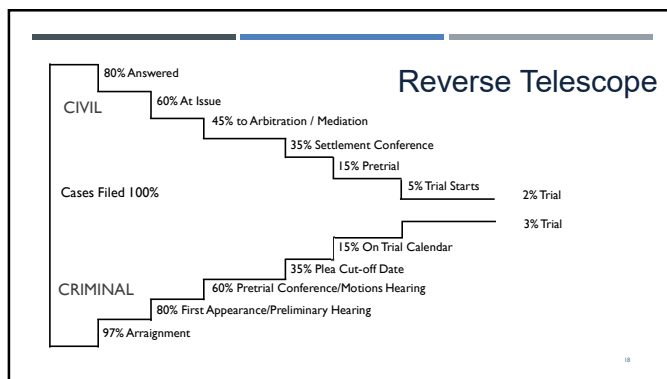 Reverse Telescope
80% Answered
CIVIL
60% At Issue
45% to Arbitration / Mediation
35% Settlement Conference
15% Pretrial
5% Trial Starts
2% Trial
Cases Filed 100%
3% Trial
15% On Trial Calendar
35% Plea Cut-off Date
CRIMINAL
60% Pretrial Conference/Motions Hearing
80% First Appearance/Preliminary Hearing
97% Arraignment
18